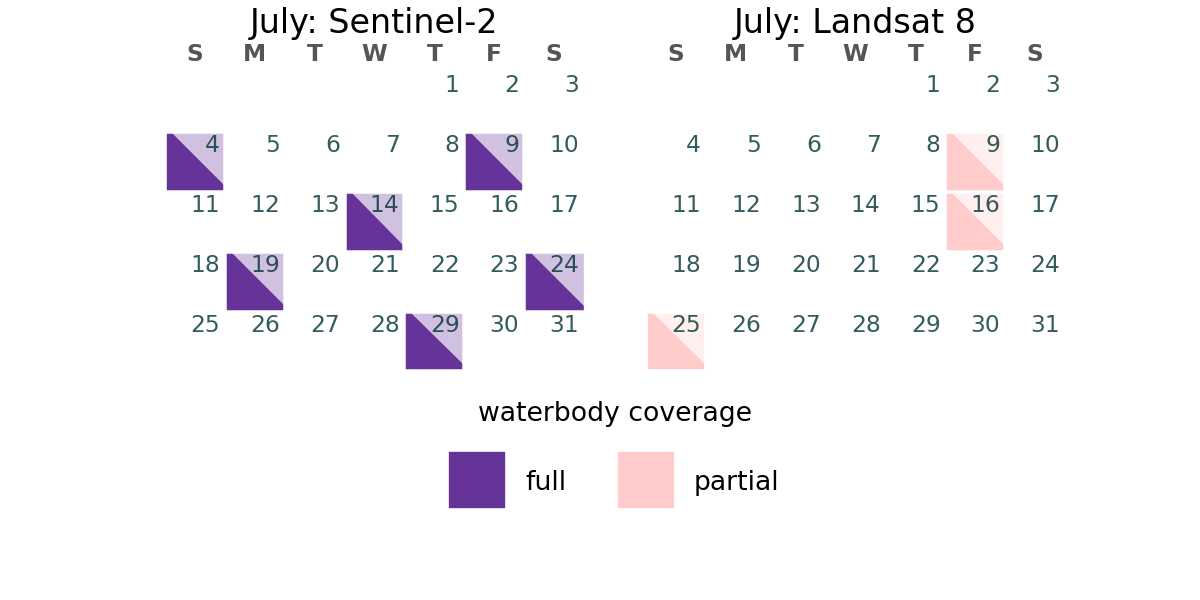 July: Sentinel-2
S M T W T F S
1 2 3
4 5 6 7 8 9 10
11 12 13 14 15 16 17
18 19 20 21 22 23 24
25 26 27 28 29 30 31
July: Landsat 8
S M T W T F S
1 2 3
4 5 6 7 8 9 10
11 12 13 14 15 16 17
18 19 20 21 22 23 24
25 26 27 28 29 30 31
waterbody coverage
full
partial